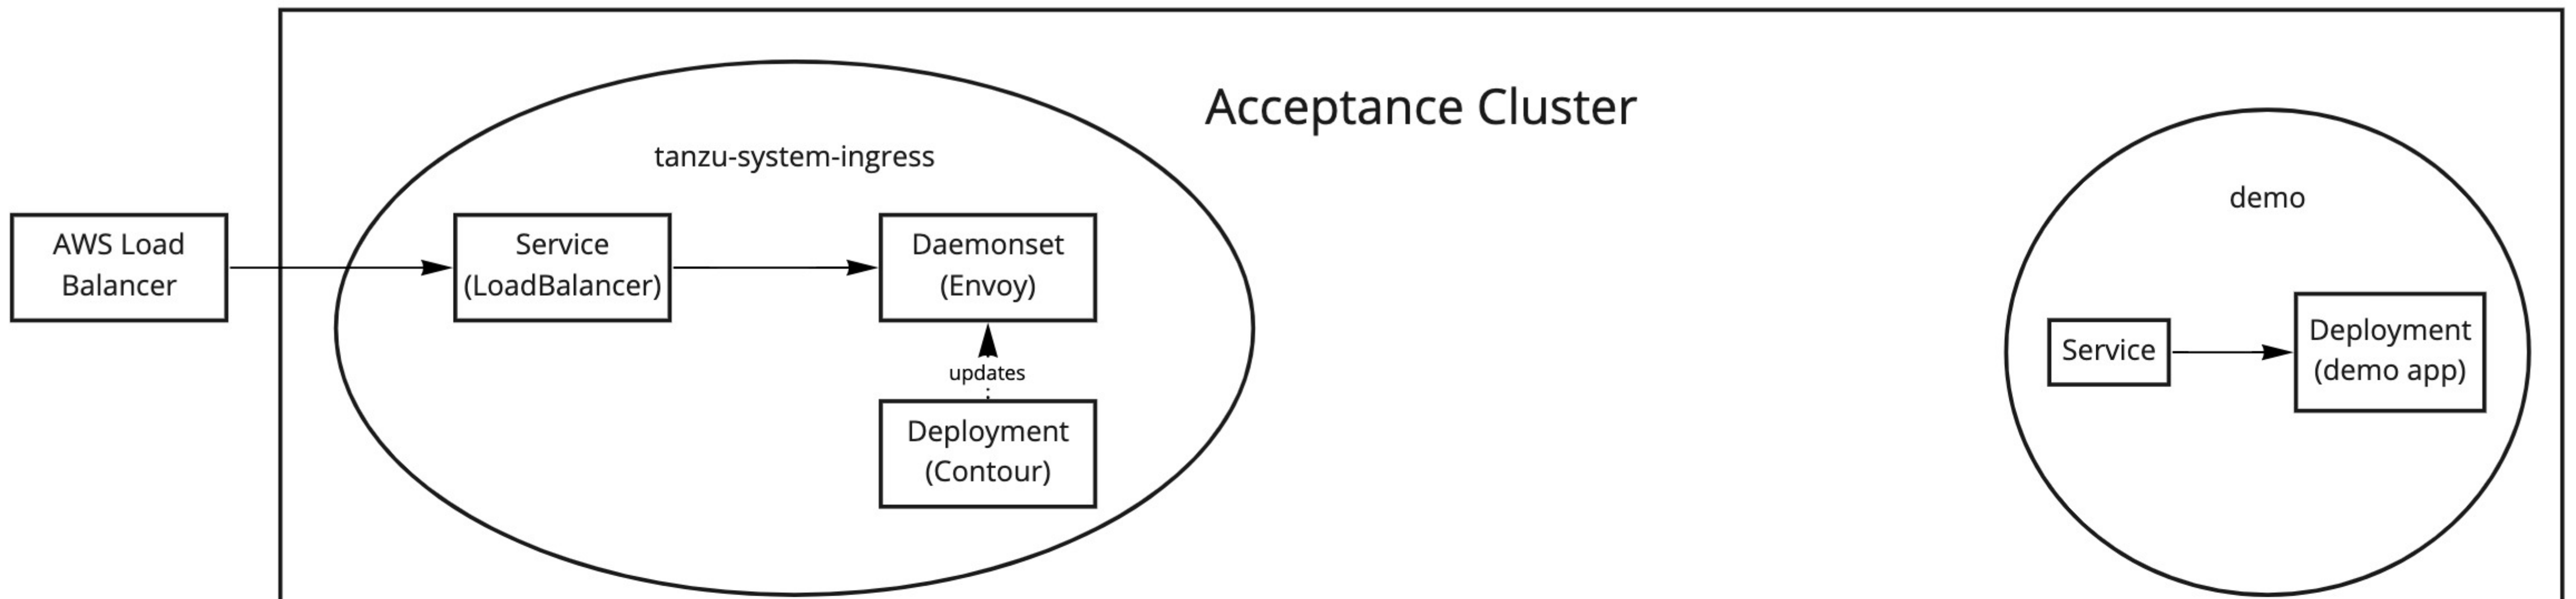 Acceptance Cluster
tanzu-system-ingress
demo
AWS Load
Balancer
Service
(LoadBalancer)
Daemonset
(Envoy)
updates
Deployment
(Contour)
Service
Deployment
(demo app)